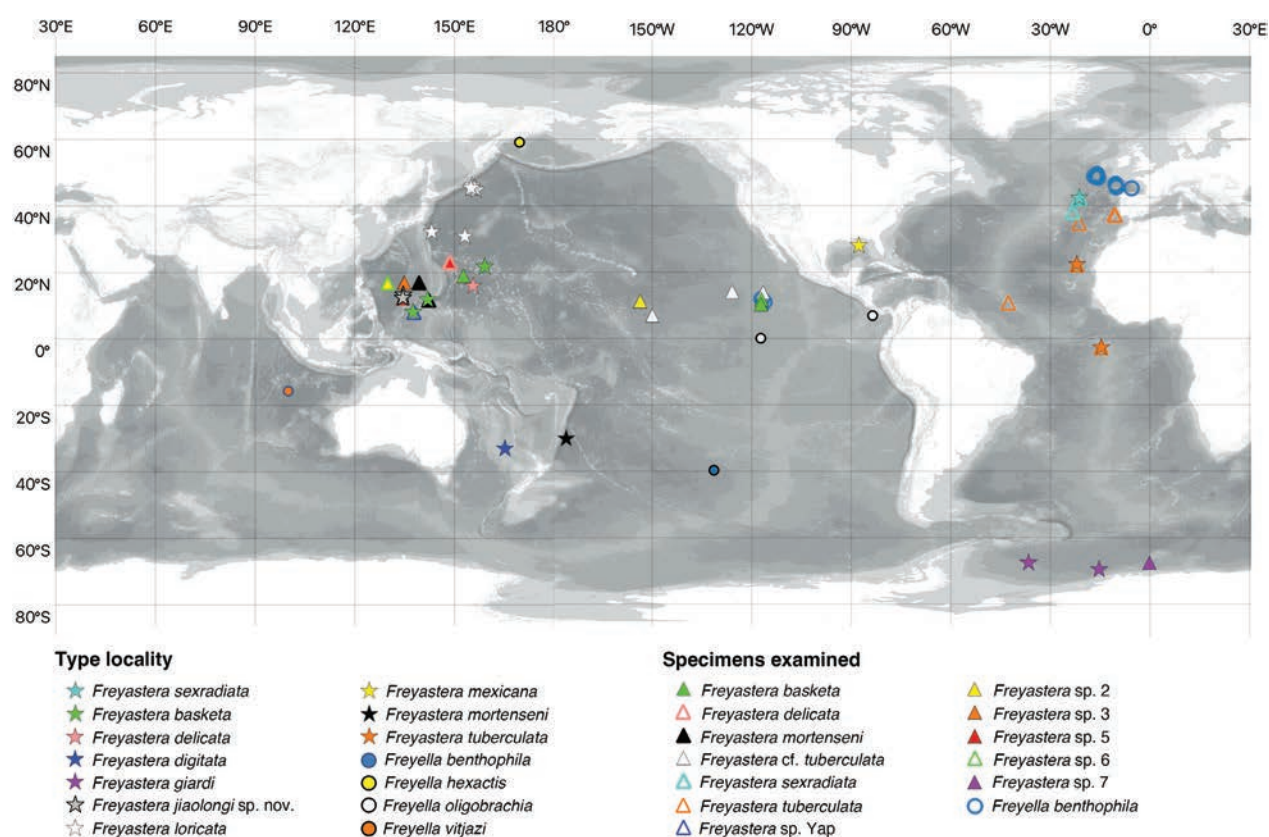 30°E 60°E 90°E 120°E 150°E 180° 150°W 120°W 90°W 60°W 30°W 0° 30°E
80°N
60°N
40°N
20°N
0°
20°S
40°S
60°S
80°S
Type locality
Freyastera sexradiata
Freyastera basketa
Freyastera delicata
Freyastera digitata
Freyastera giardi
Freyastera jiaolongi sp. nov.
Freyastera loricata
Freyastera mexicana
Freyastera mortenseni
Freyastera tuberculata
Freyella benthophila
Freyella hexactis
Freyella oligobrachia
Freyella vitjazi
Specimens examined
Freyastera basketa
Freyastera delicata
Freyastera mortenseni
Freyastera cf. tuberculata
Freyastera sexradiata
Freyastera tuberculata
Freyastera sp. Yap
Freyastera sp. 2
Freyastera sp. 3
Freyastera sp. 5
Freyastera sp. 6
Freyastera sp. 7
Freyella benthophila